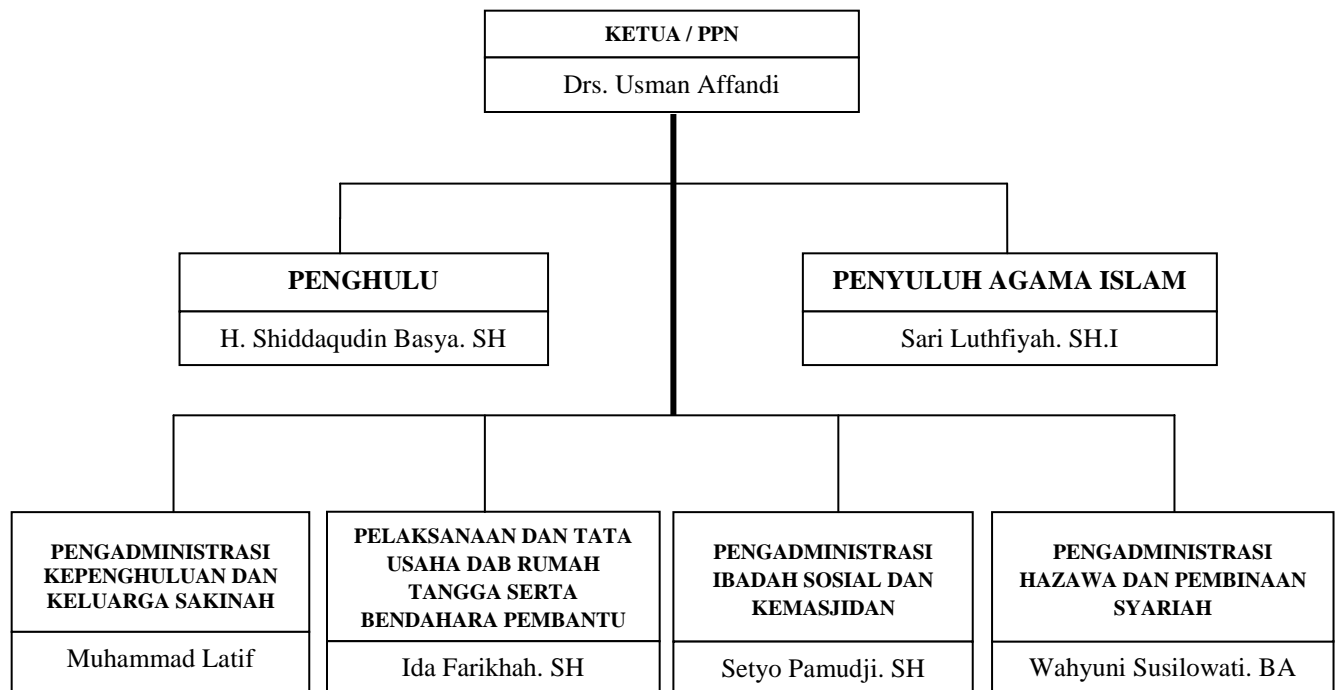 KETUA / PPN
Drs. Usman Affandi
PENGHULU
H. Shiddaqudin Basya. SH
PENYULUH AGAMA ISLAM
Sari Luthfiyah. SH.I
PENGADMINISTRASI
KEPENGHULUAN DAN
KELUARGA SAKINAH
Muhammad Latif
PELAKSANAAN DAN TATA
USAHA DAB RUMAH
TANGGA SERTA
BENDAHARA PEMBANTU
Ida Farikhah. SH
PENGADMINISTRASI
IBADAH SOSIAL DAN
KEMASJIDAN
Setyo Pamudji. SH
PENGADMINISTRASI
HAZAWA DAN PEMBINAAN
SYARIAH
Wahyuni Susilowati. BA